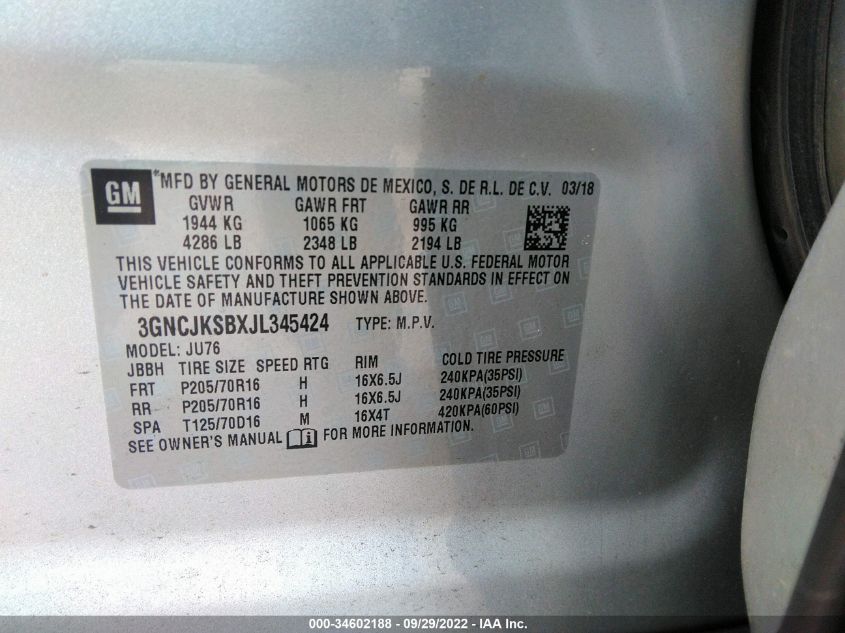 GM
*MFD BY GENERAL MOTORS DE MEXICO, S. DE R.L. DE C.V. 03/18
GVWR GAWR FRT GAWR RR
1944 KG 1065 KG 995 KG
4286 LB 2348 LB 2194 LB
THIS VEHICLE CONFORMS TO ALL APPLICABLE U.S. FEDERAL MOTOR
VEHICLE SAFETY AND THEFT PREVENTION STANDARDS IN EFFECT ON
THE DATE OF MANUFACTURE SHOWN ABOVE.
3GNCJKSBXJL345424 TYPE: M.P.V.
MODEL: JU76
JBBH TIRE SIZE SPEED RTG RIM COLD TIRE PRESSURE
FRT P205/70R16 H 16X6.5J 240KPA(35PSI)
RR P205/70R16 H 16X6.5J 240KPA(35PSI)
SPA T125/70D16 M 16X4T 420KPA(60PSI)
SEE OWNER'S MANUAL i FOR MORE INFORMATION.
000-34602188 - 09/29/2022 - IAA Inc.